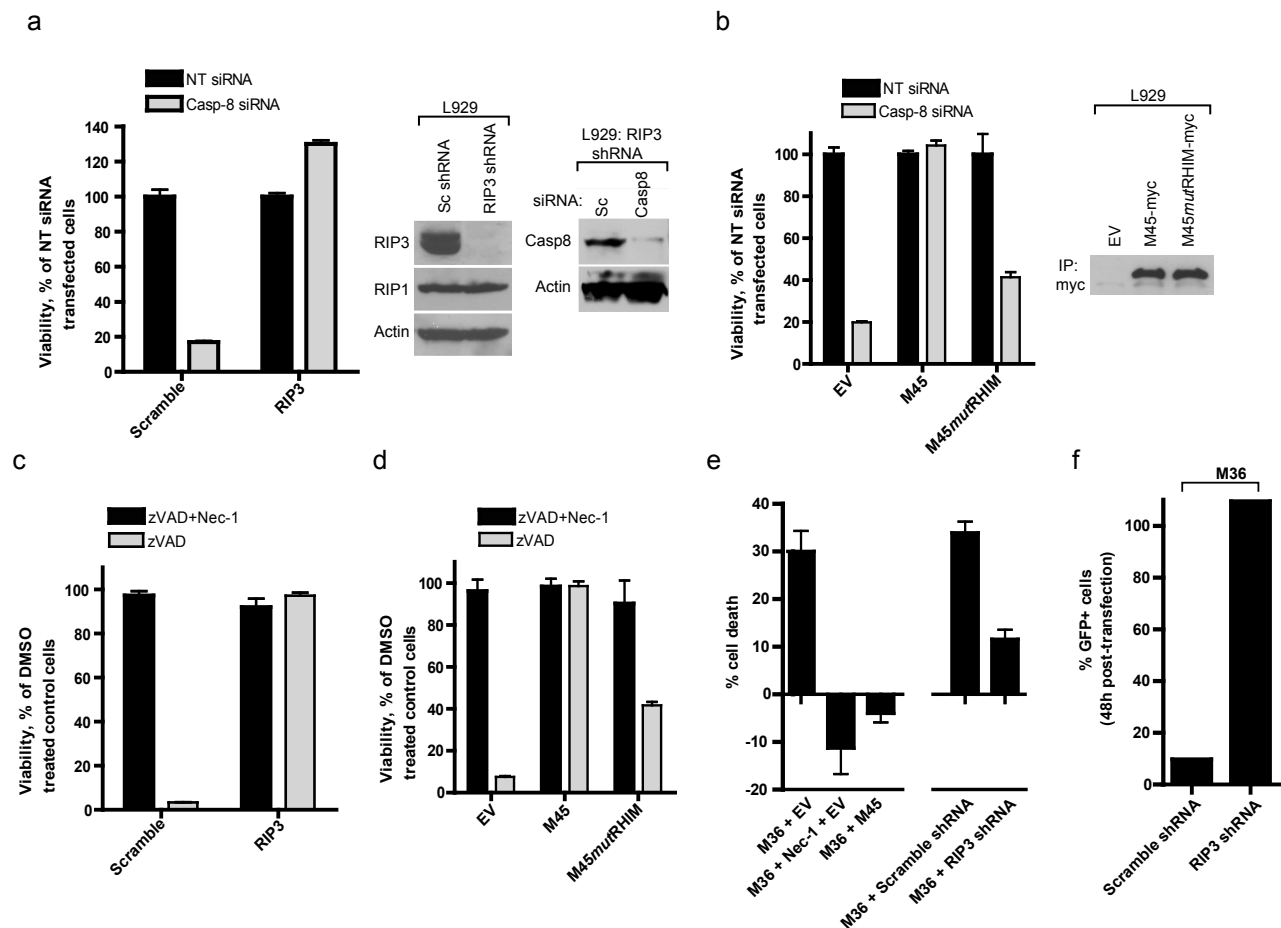 a
NT siRNA
Casp-8 siRNA
Viability, % of NT siRNA
transfected cells
140
120
100
80
60
40
20
0
Scramble
RIP3
L929
Sc shRNA
RIP3 shRNA
RIP3
RIP1
Actin
L929: RIP3
shRNA
siRNA:
Sc
Casp8
Casp8
Actin
b
NT siRNA
Casp-8 siRNA
Viability, % of NT siRNA
transfected cells
100
80
60
40
20
0
EV
M45
M45mutRHIM
L929
EV
M45-myc
M45mutRHIM-myc
IP:
myc
c
zVAD+Nec-1
zVAD
Viability, % of DMSO
treated control cells
100
80
60
40
20
0
Scramble
RIP3
d
zVAD+Nec-1
zVAD
Viability, % of DMSO
treated control cells
100
80
60
40
20
0
EV
M45
M45mutRHIM
e
% cell death
40
30
20
10
0
-10
-20
M36 + EV
M36 + Nec-1 + EV
M36 + M45
M36 + Scramble shRNA
M36 + RIP3 shRNA
f
M36
% GFP+ cells
(48h post-transfection)
100
80
60
40
20
0
Scramble shRNA
RIP3 shRNA